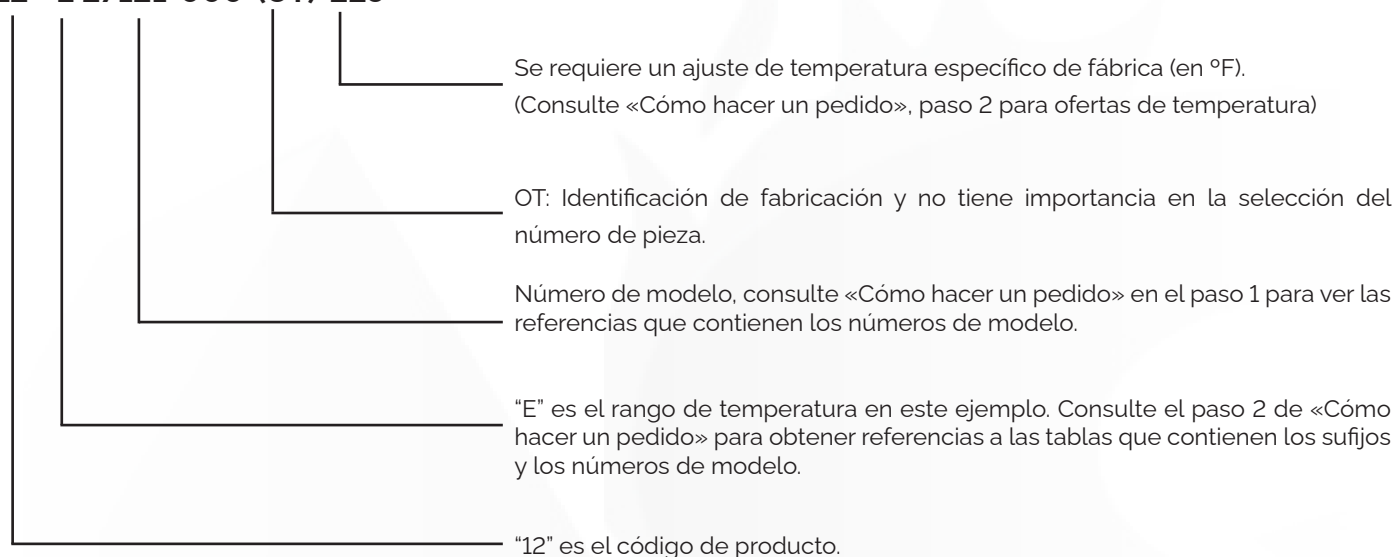 Se requiere un ajuste de temperatura específico de fábrica (en ºF).
(Consulte «Cómo hacer un pedido», paso 2 para ofertas de temperatura)
OT: Identificación de fabricación y no tiene importancia en la selección del
número de pieza.
Número de modelo, consulte «Cómo hacer un pedido» en el paso 1 para ver las
referencias que contienen los números de modelo.
“E” es el rango de temperatura en este ejemplo. Consulte el paso 2 de «Cómo
hacer un pedido» para obtener referencias a las tablas que contienen los sufijos
y los números de modelo.
“12” es el código de producto.